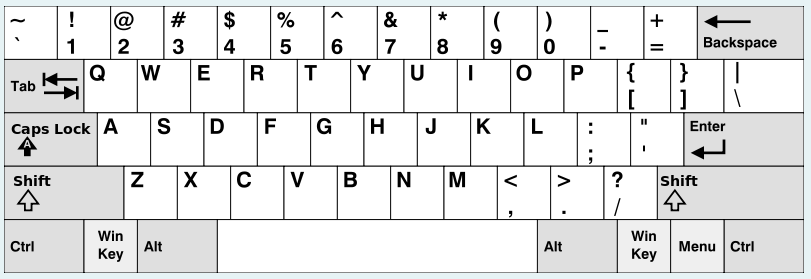 ~ ! @ # $ % ^ & * ( ) _ +
` 1 2 3 4 5 6 7 8 9 0 - = Backspace
Tab Q W E R T Y U I O P { } |
[ ] \
Caps Lock A S D F G H J K L : " Enter
A ; '
Shift Z X C V B N M < > ? Shift
, . /
Ctrl Win Key Alt Alt Win Key Menu Ctrl